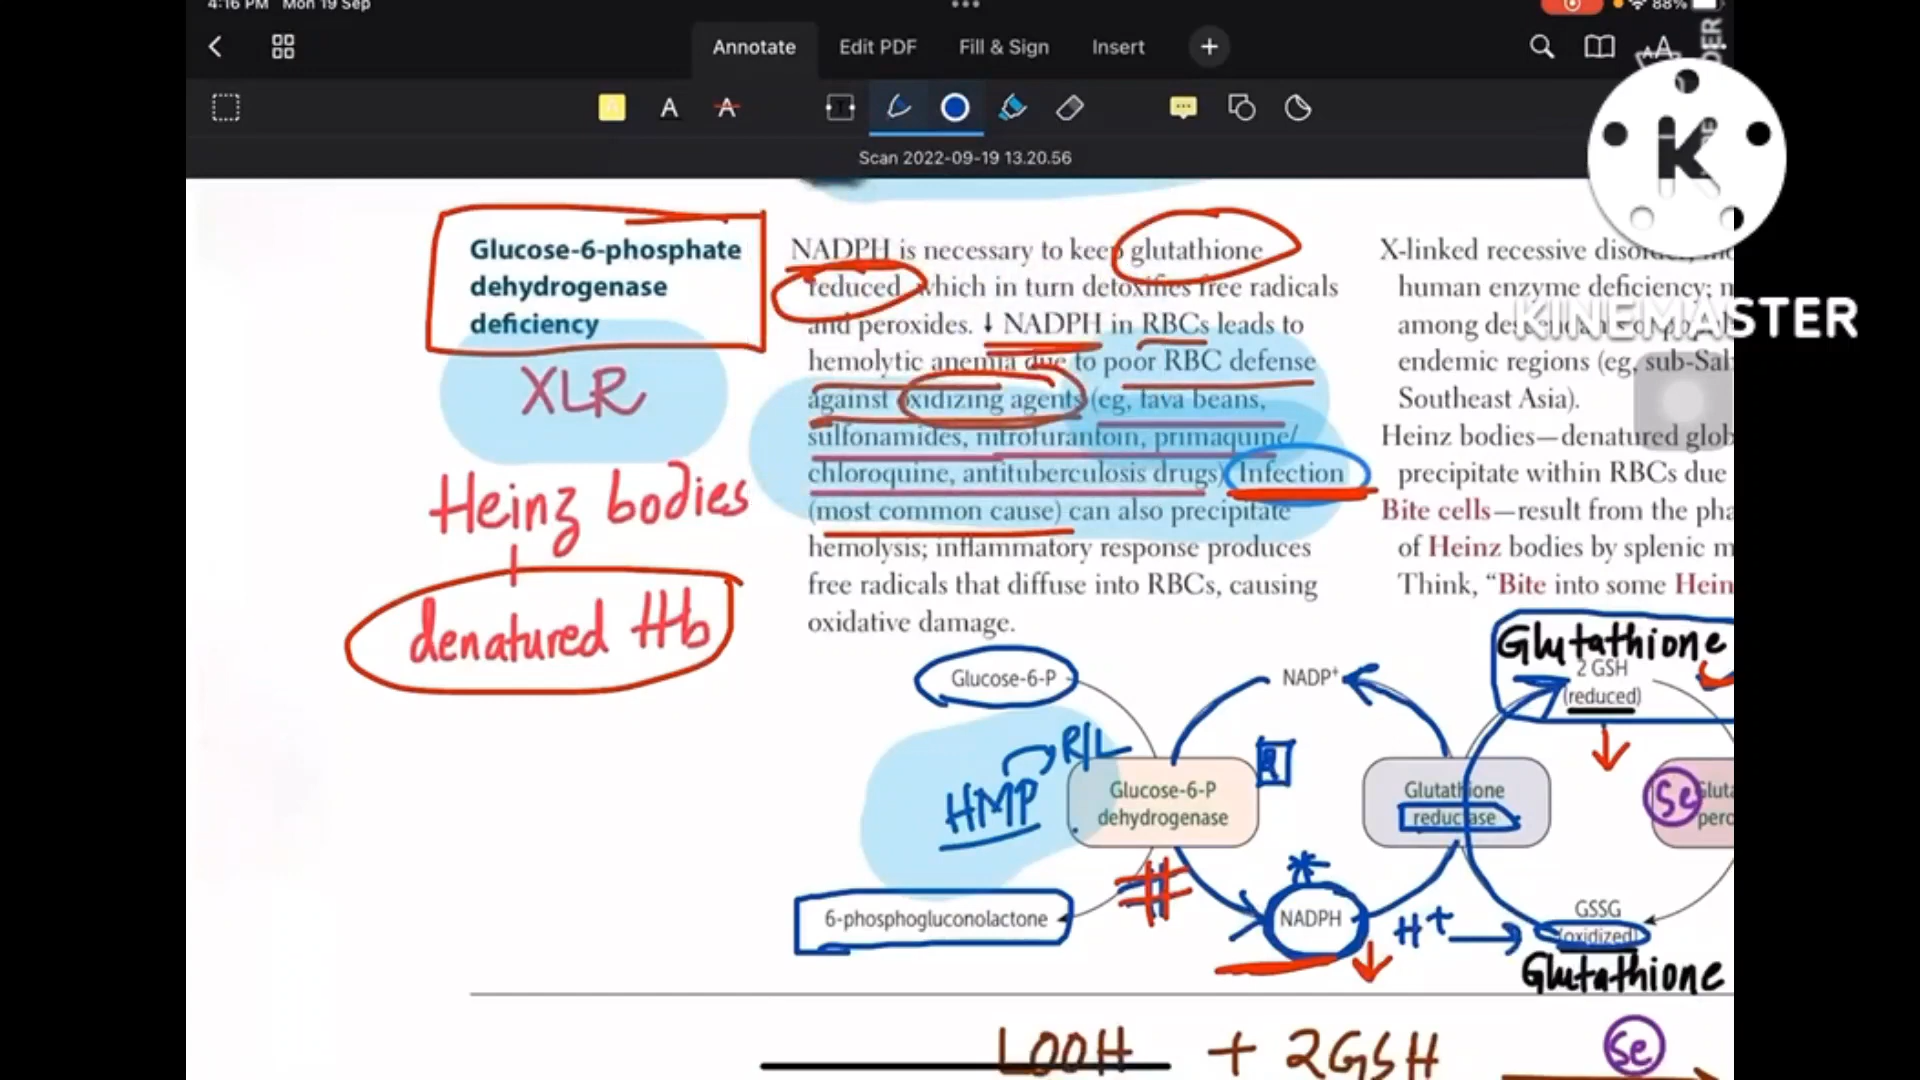 4:16 PM Mon 19 Sep
88%
Annotate Edit PDF Fill & Sign Insert +
Scan 2022-09-19 13.20.56
KINEMASTER
Glucose-6-phosphate
dehydrogenase
deficiency
XLR
Heinz bodies
denatured Hb
NADPH is necessary to keep glutathione
reduced, which in turn detoxifies free radicals
and peroxides. ↓ NADPH in RBCs leads to
hemolytic anemia due to poor RBC defense
against oxidizing agents (eg, fava beans,
sulfonamides, nitrofurantoin, primaquine/
chloroquine, antituberculosis drugs). Infection
(most common cause) can also precipitate
hemolysis; inflammatory response produces
free radicals that diffuse into RBCs, causing
oxidative damage.
X-linked recessive
human enzyme deficiency;
among
endemic regions (eg,
Southeast Asia).
Heinz bodies—denatured
precipitate within RBCs due
Bite cells—result from the
of Heinz bodies by splenic
Think, “Bite into some
Glucose-6-P
NADP+
Glutathione
2 GSH
(reduced)
HMP
R/L
Glucose-6-P
dehydrogenase
Glutathione
reductase
Se
6-phosphogluconolactone
NADPH
H+
GSSG
(oxidized)
Glutathione
LOOH + 2GSH
Se